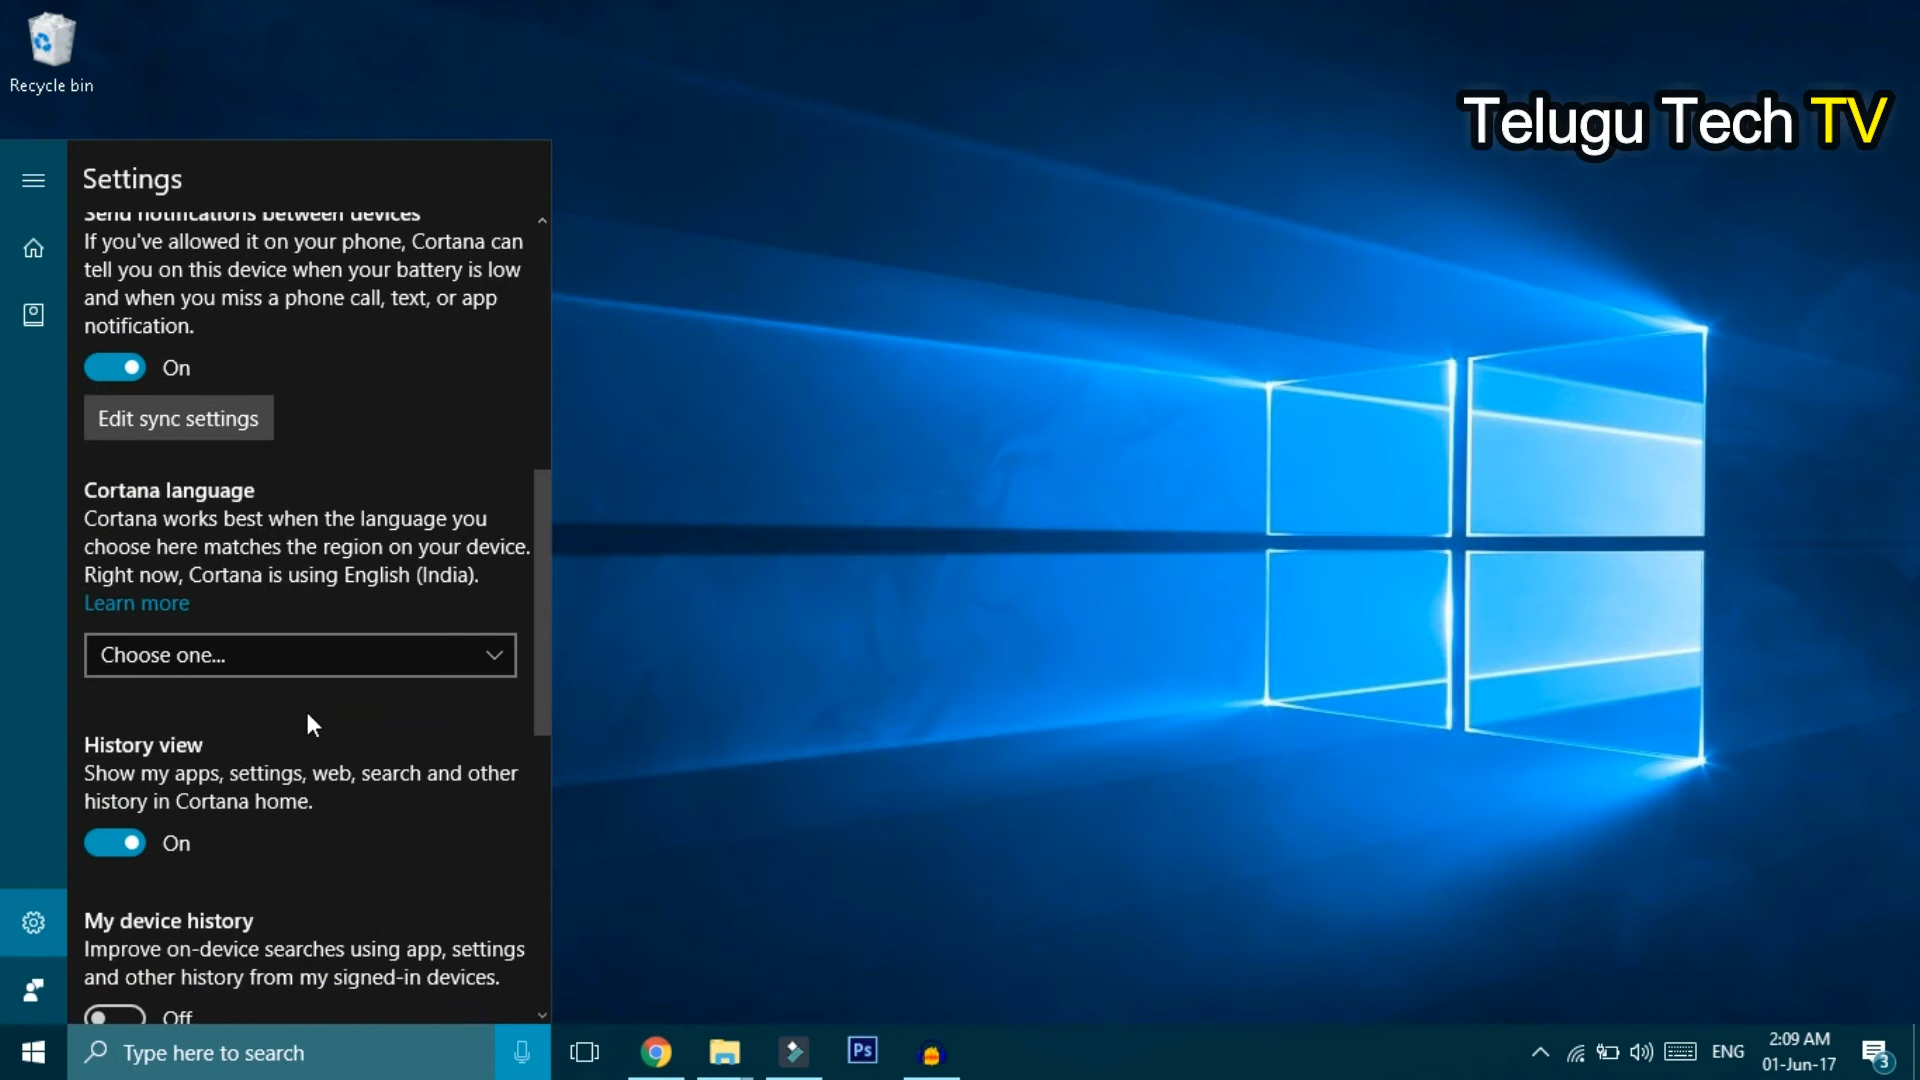 Recycle bin
Telugu Tech TV
Settings
Send notifications between devices
If you've allowed it on your phone, Cortana can
tell you on this device when your battery is low
and when you miss a phone call, text, or app
notification.
On
Edit sync settings
Cortana language
Cortana works best when the language you
choose here matches the region on your device.
Right now, Cortana is using English (India).
Learn more
Choose one...
History view
Show my apps, settings, web, search and other
history in Cortana home.
On
My device history
Improve on-device searches using app, settings
and other history from my signed-in devices.
Off
Type here to search
Ps
ENG
2:09 AM
01-Jun-17
3